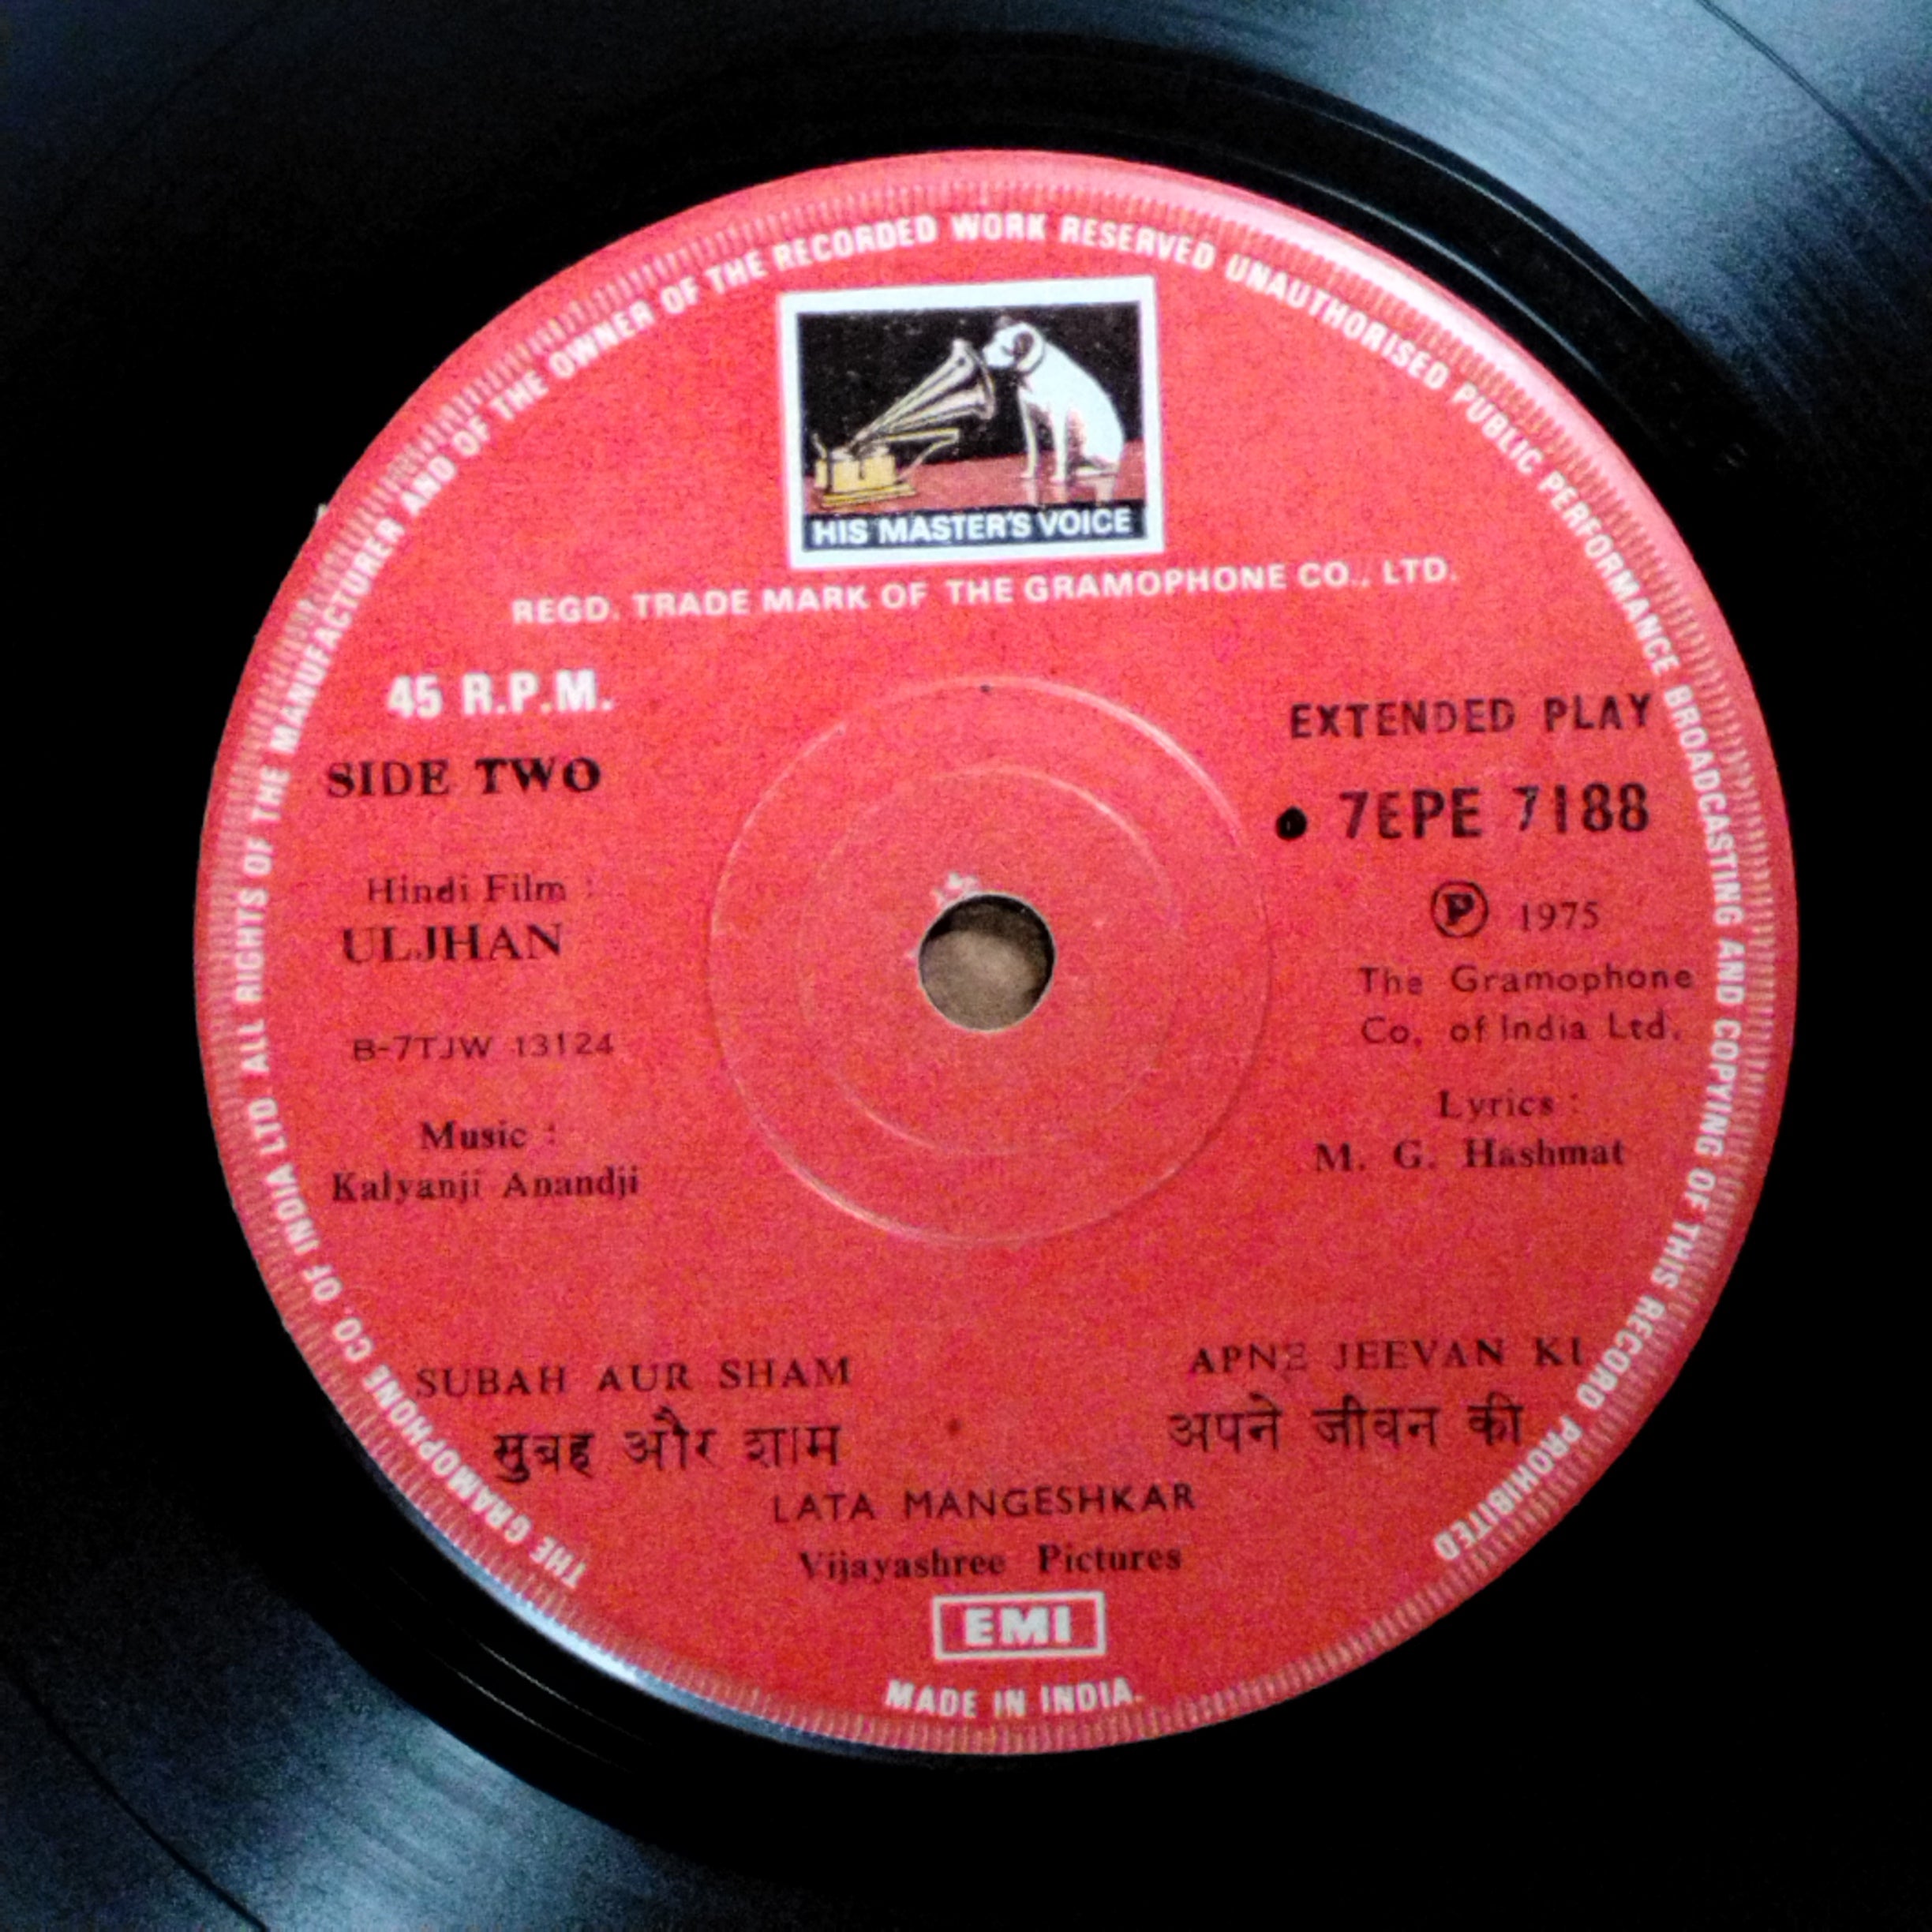 THE GRAMOPHONE CO. OF INDIA LTD. ALL RIGHTS OF THE MANUFACTURER AND OF THE OWNER OF THE RECORDED WORK RESERVED UNAUTHORISED PUBLIC PERFORMANCE BROADCASTING AND COPYING OF THIS RECORD PROHIBITED
HIS MASTER'S VOICE
REGD. TRADE MARK OF THE GRAMOPHONE CO., LTD.
45 R.P.M.
SIDE TWO
Hindi Film :
ULJHAN
B-7TJW 13124
Music :
Kalyanji Anandji
EXTENDED PLAY
● 7EPE 7188
Ⓟ 1975
The Gramophone
Co. of India Ltd.
Lyrics :
M. G. Hashmat
SUBAH AUR SHAM
सुबह और शाम
APNE JEEVAN KI
अपने जीवन की
LATA MANGESHKAR
Vijayashree Pictures
EMI
MADE IN INDIA.